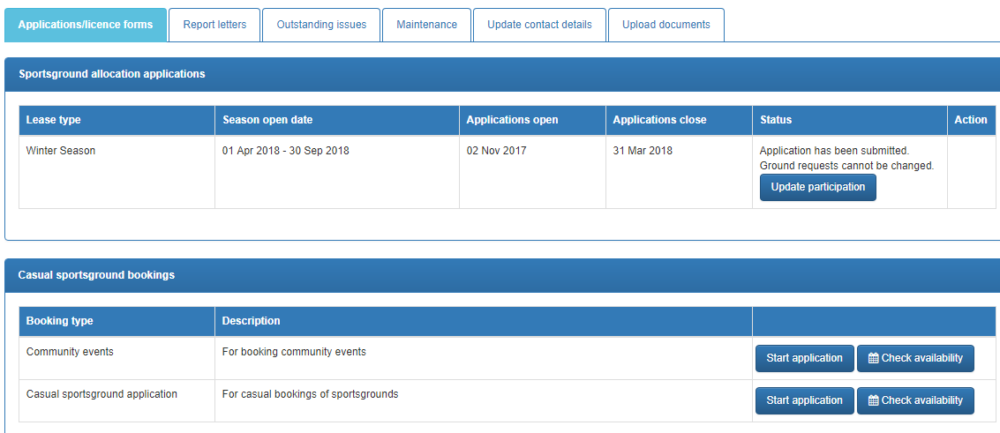 Applications/licence forms Report letters Outstanding issues Maintenance Update contact details Upload documents
Sportsground allocation applications
Lease type Season open date Applications open Applications close Status Action
Winter Season 01 Apr 2018 - 30 Sep 2018 02 Nov 2017 31 Mar 2018 Application has been submitted.
Ground requests cannot be changed.
Update participation
Casual sportsground bookings
Booking type Description
Community events For booking community events Start application Check availability
Casual sportsground application For casual bookings of sportsgrounds Start application Check availability